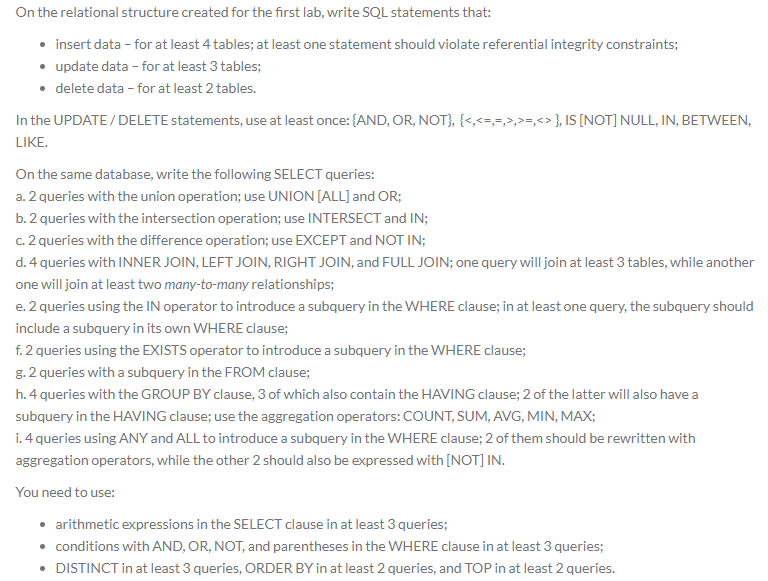 On the relational structure created for the first lab, write SQL statements that:
• insert data – for at least 4 tables; at least one statement should violate referential integrity constraints;
• update data – for at least 3 tables;
• delete data – for at least 2 tables.
In the UPDATE / DELETE statements, use at least once: {AND, OR, NOT}, {<,<=,=,>,>=,<> }, IS [NOT] NULL, IN, BETWEEN,
LIKE.
On the same database, write the following SELECT queries:
a. 2 queries with the union operation; use UNION [ALL] and OR;
b. 2 queries with the intersection operation; use INTERSECT and IN;
c. 2 queries with the difference operation; use EXCEPT and NOT IN;
d. 4 queries with INNER JOIN, LEFT JOIN, RIGHT JOIN, and FULL JOIN; one query will join at least 3 tables, while another
one will join at least two many-to-many relationships;
e. 2 queries using the IN operator to introduce a subquery in the WHERE clause; in at least one query, the subquery should
include a subquery in its own WHERE clause;
f. 2 queries using the EXISTS operator to introduce a subquery in the WHERE clause;
g. 2 queries with a subquery in the FROM clause;
h. 4 queries with the GROUP BY clause, 3 of which also contain the HAVING clause; 2 of the latter will also have a
subquery in the HAVING clause; use the aggregation operators: COUNT, SUM, AVG, MIN, MAX;
i. 4 queries using ANY and ALL to introduce a subquery in the WHERE clause; 2 of them should be rewritten with
aggregation operators, while the other 2 should also be expressed with [NOT] IN.
You need to use:
• arithmetic expressions in the SELECT clause in at least 3 queries;
• conditions with AND, OR, NOT, and parentheses in the WHERE clause in at least 3 queries;
• DISTINCT in at least 3 queries, ORDER BY in at least 2 queries, and TOP in at least 2 queries.